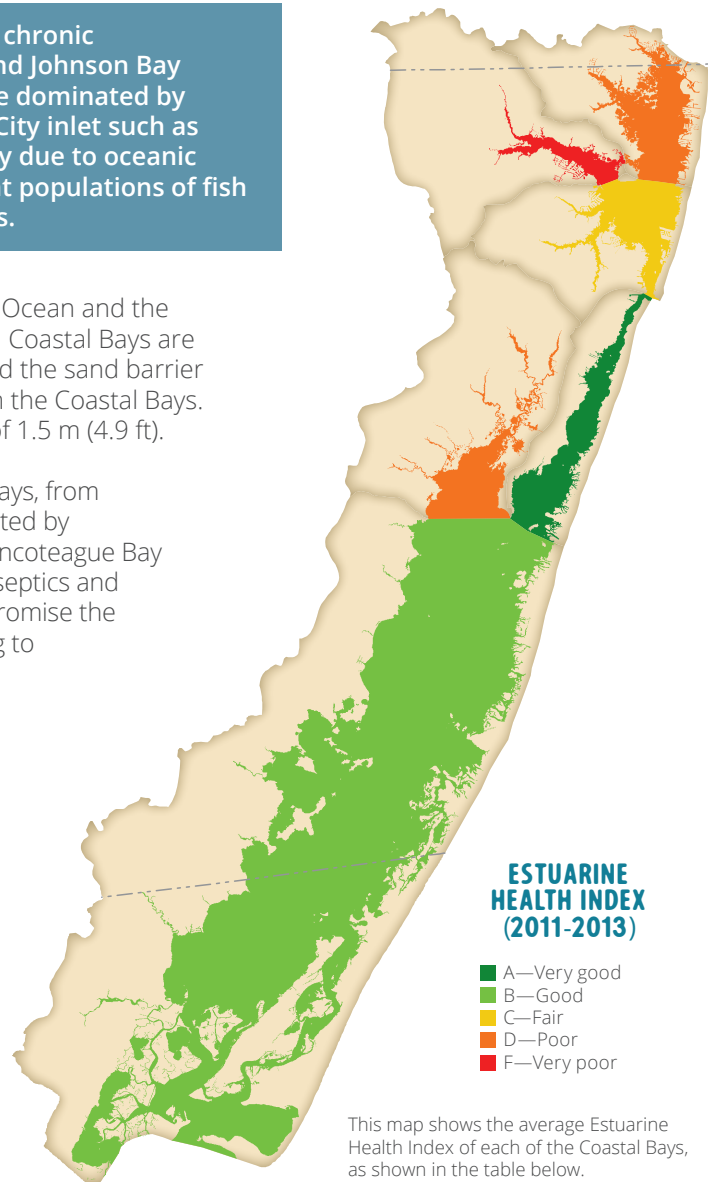 chronic
nd Johnson Bay
e dominated by
City inlet such as
y due to oceanic
nt populations of fish
s.
Ocean and the
Coastal Bays are
d the sand barrier
n the Coastal Bays.
of 1.5 m (4.9 ft).
ays, from
ted by
ncoteague Bay
septics and
romise the
g to
ESTUARINE
HEALTH INDEX
(2011-2013)
A—Very good
B—Good
C—Fair
D—Poor
F—Very poor
This map shows the average Estuarine
Health Index of each of the Coastal Bays,
as shown in the table below.